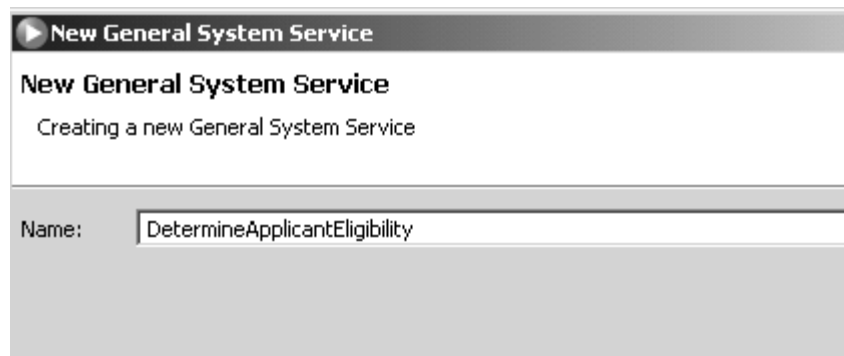 New General System Service
New General System Service
Creating a new General System Service
Name: DetermineApplicantEligibility